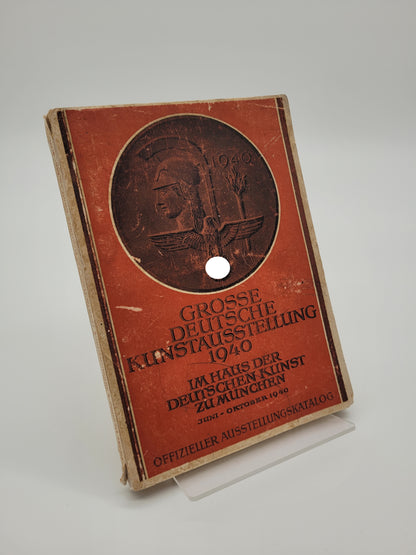 1940
GROSSE
DEUTSCHE
KUNSTAUSSTELLUNG
1940
IM HAUS DER
DEUTSCHEN KUNST
ZU MÜNCHEN
JUNI - OKTOBER 1940
OFFIZIELLER AUSSTELLUNGSKATALOG